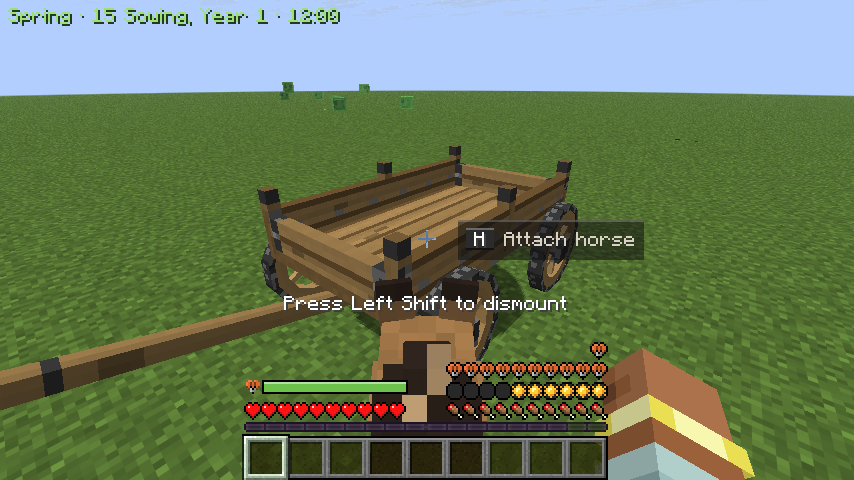 Spring · 15 Sowing, Year 1 · 12:00
H Attach horse
Press Left Shift to dismount